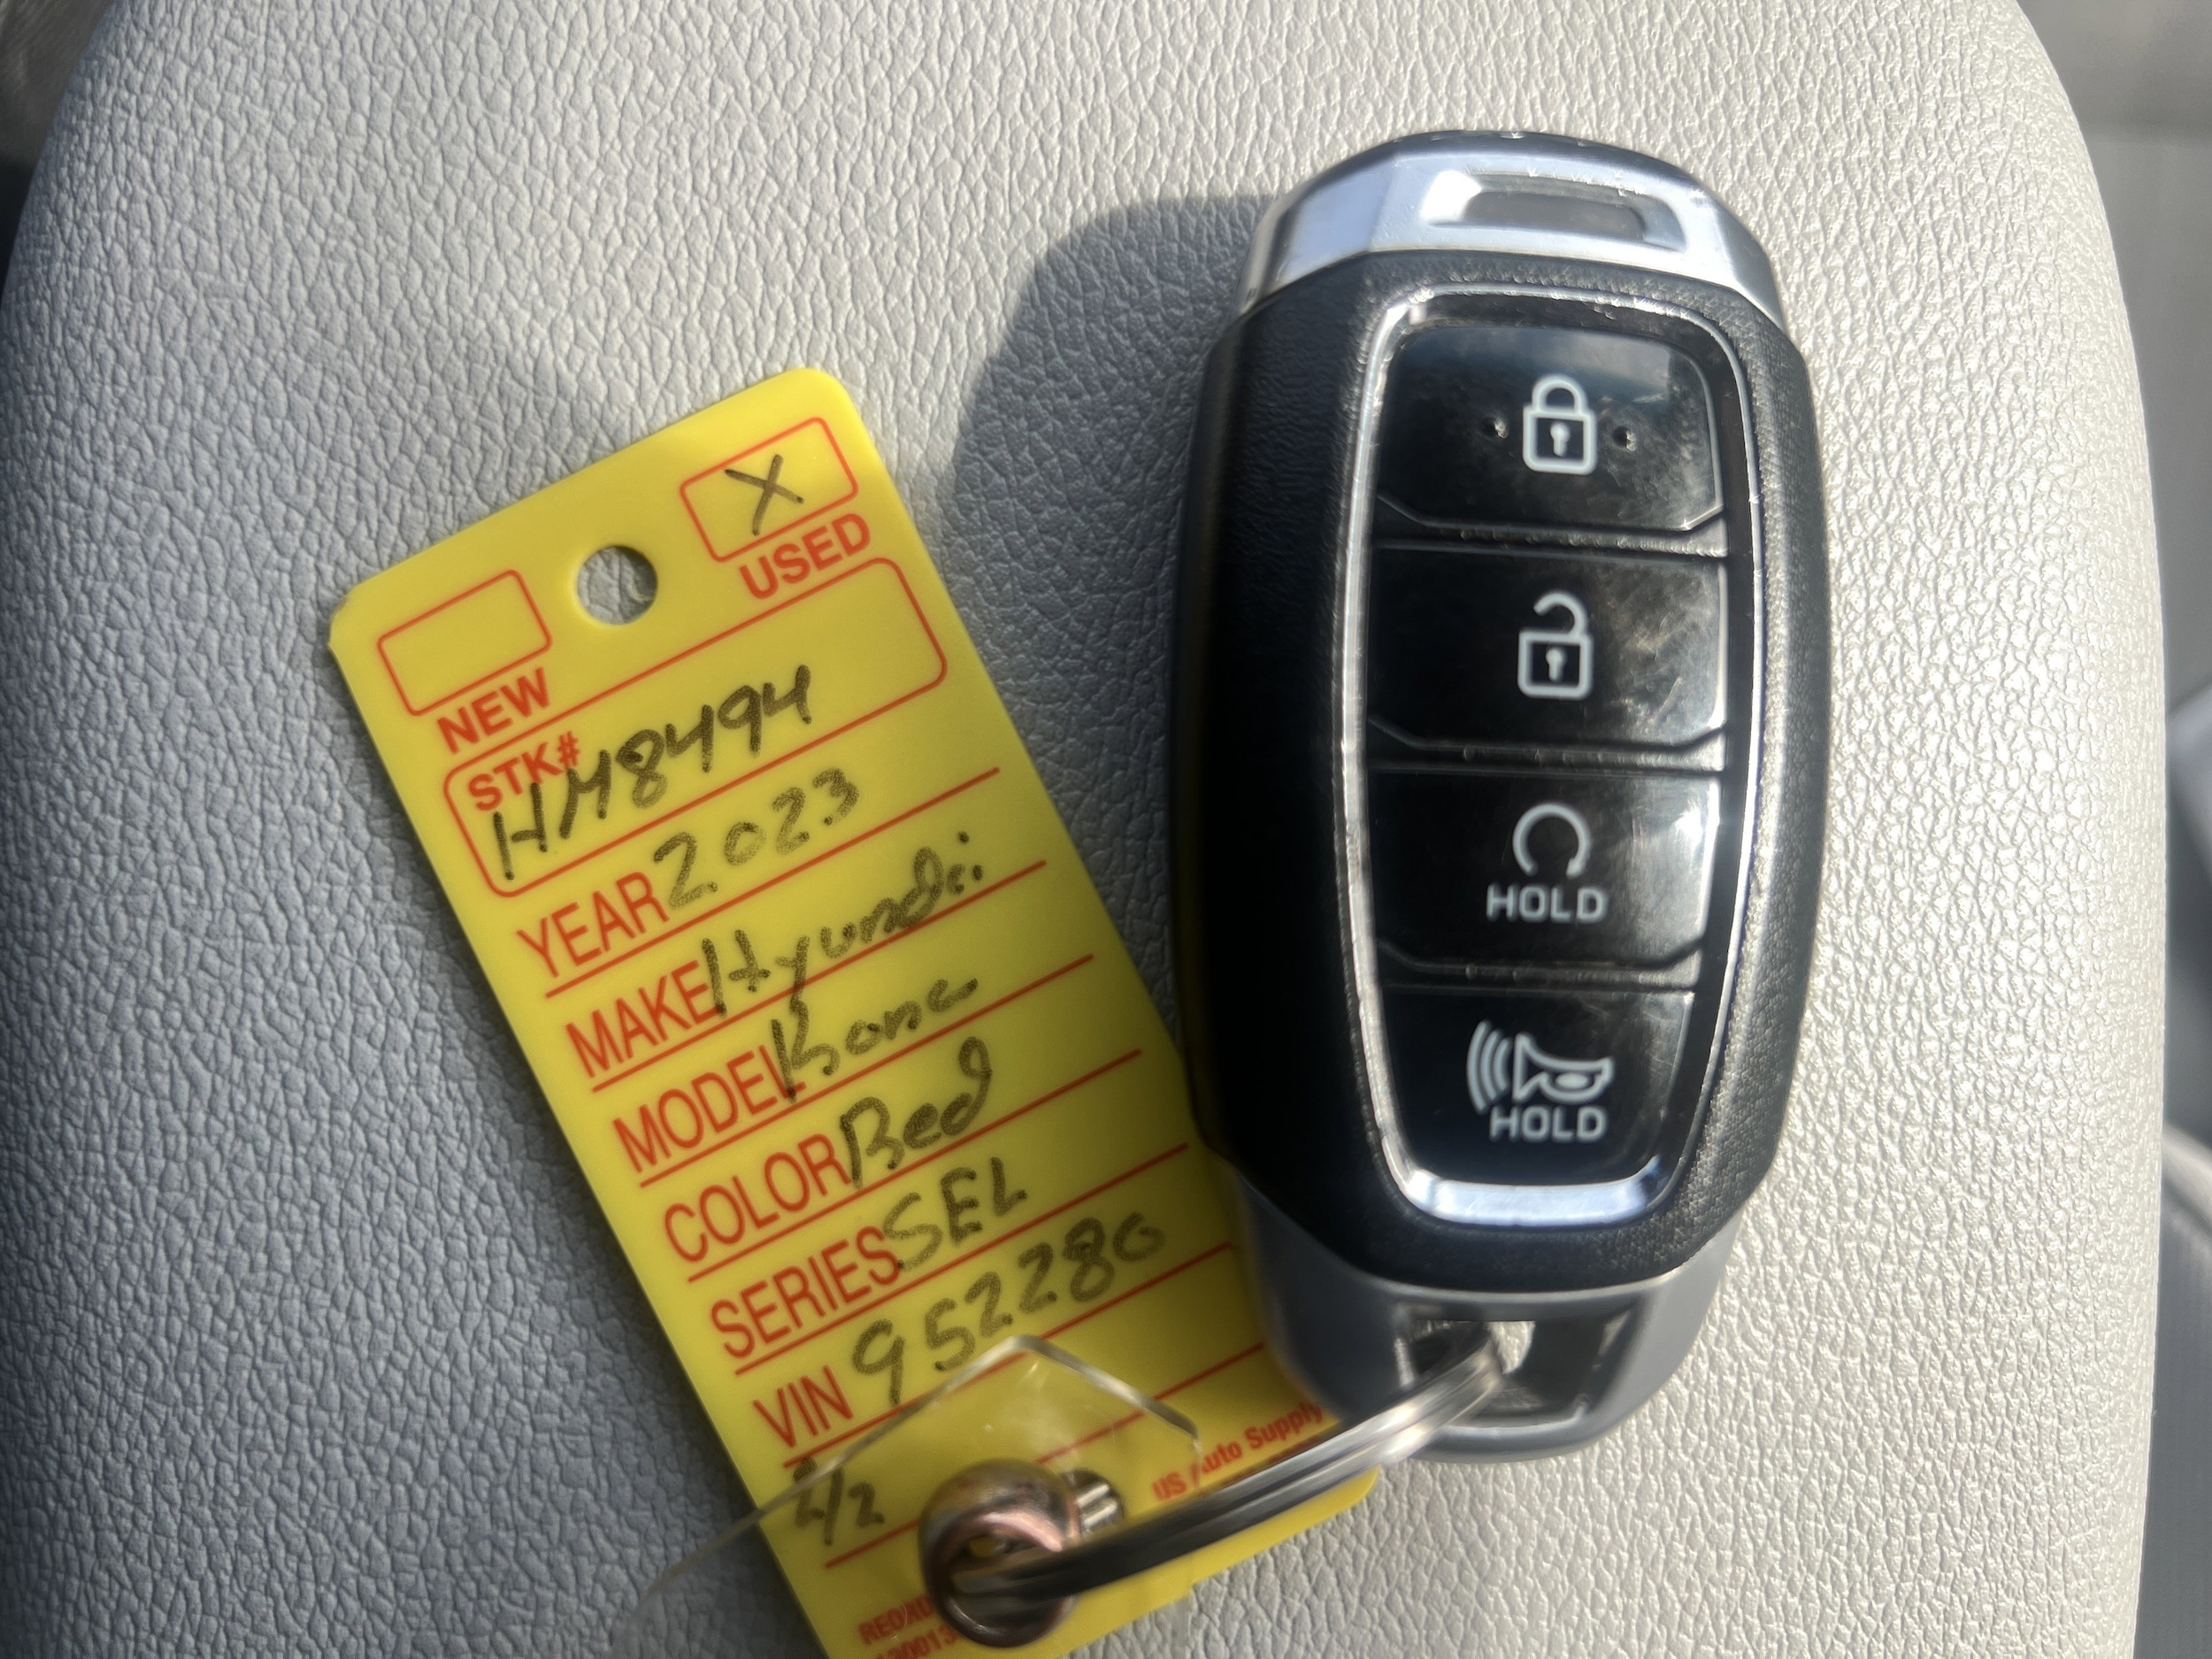 X
USED
NEW
STK#
HM8494
YEAR 2023
MAKE Hyundai
MODEL Kona
COLOR Red
SERIES SEL
VIN 952280
2/2
US Auto Supply
HOLD
HOLD